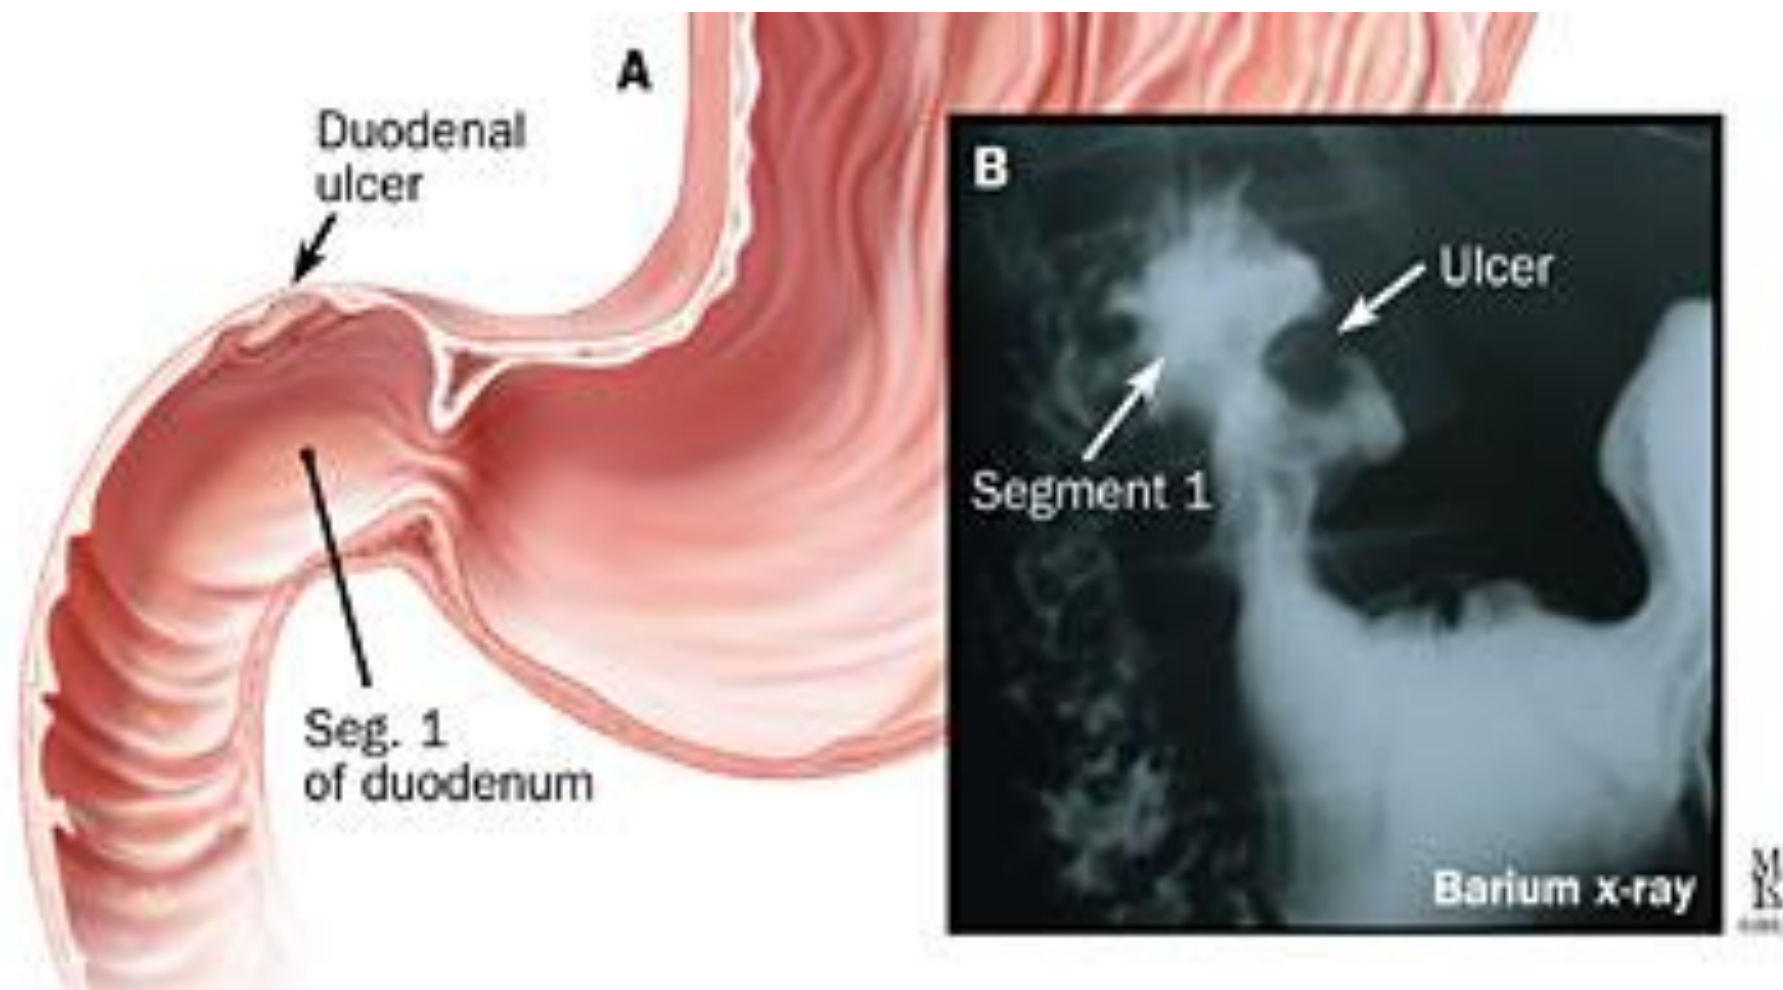 A
Duodenal
ulcer
Seg. 1
of duodenum
B
Ulcer
Segment 1
Barium x-ray